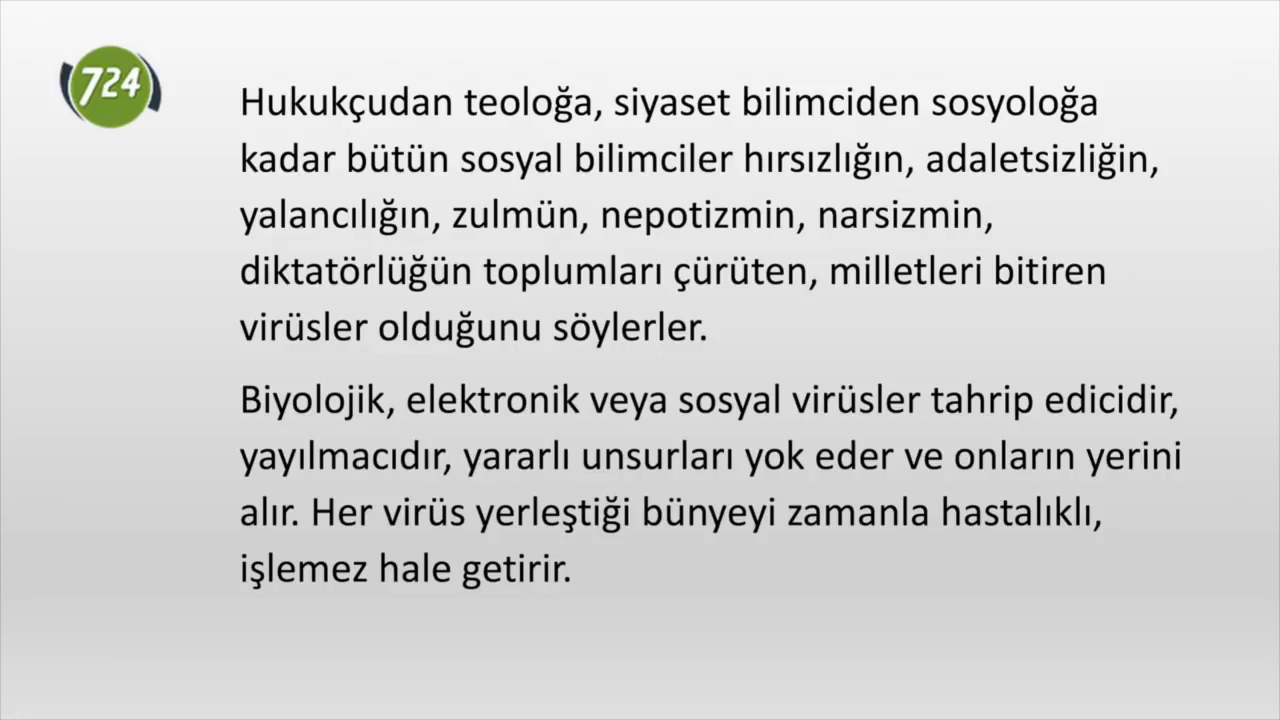 724
Hukukçudan teoloğa, siyaset bilimciden sosyoloğa
kadar bütün sosyal bilimciler hırsızlığın, adaletsizliğin,
yalancılığın, zulmün, nepotizmin, narsizmin,
diktatörlüğün toplumları çürüten, milletleri bitiren
virüsler olduğunu söylerler.
Biyolojik, elektronik veya sosyal virüsler tahrip edicidir,
yayılmacıdır, yararlı unsurları yok eder ve onların yerini
alır. Her virüs yerleştiği bünyeyi zamanla hastalıklı,
işlemez hale getirir.